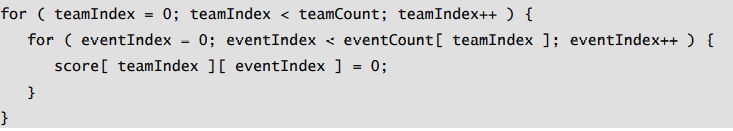 for ( teamIndex = 0; teamIndex < teamCount; teamIndex++ ) {
for ( eventIndex = 0; eventIndex < eventCount[ teamIndex ]; eventIndex++ ) {
score[ teamIndex ][ eventIndex ] = 0;
}
}